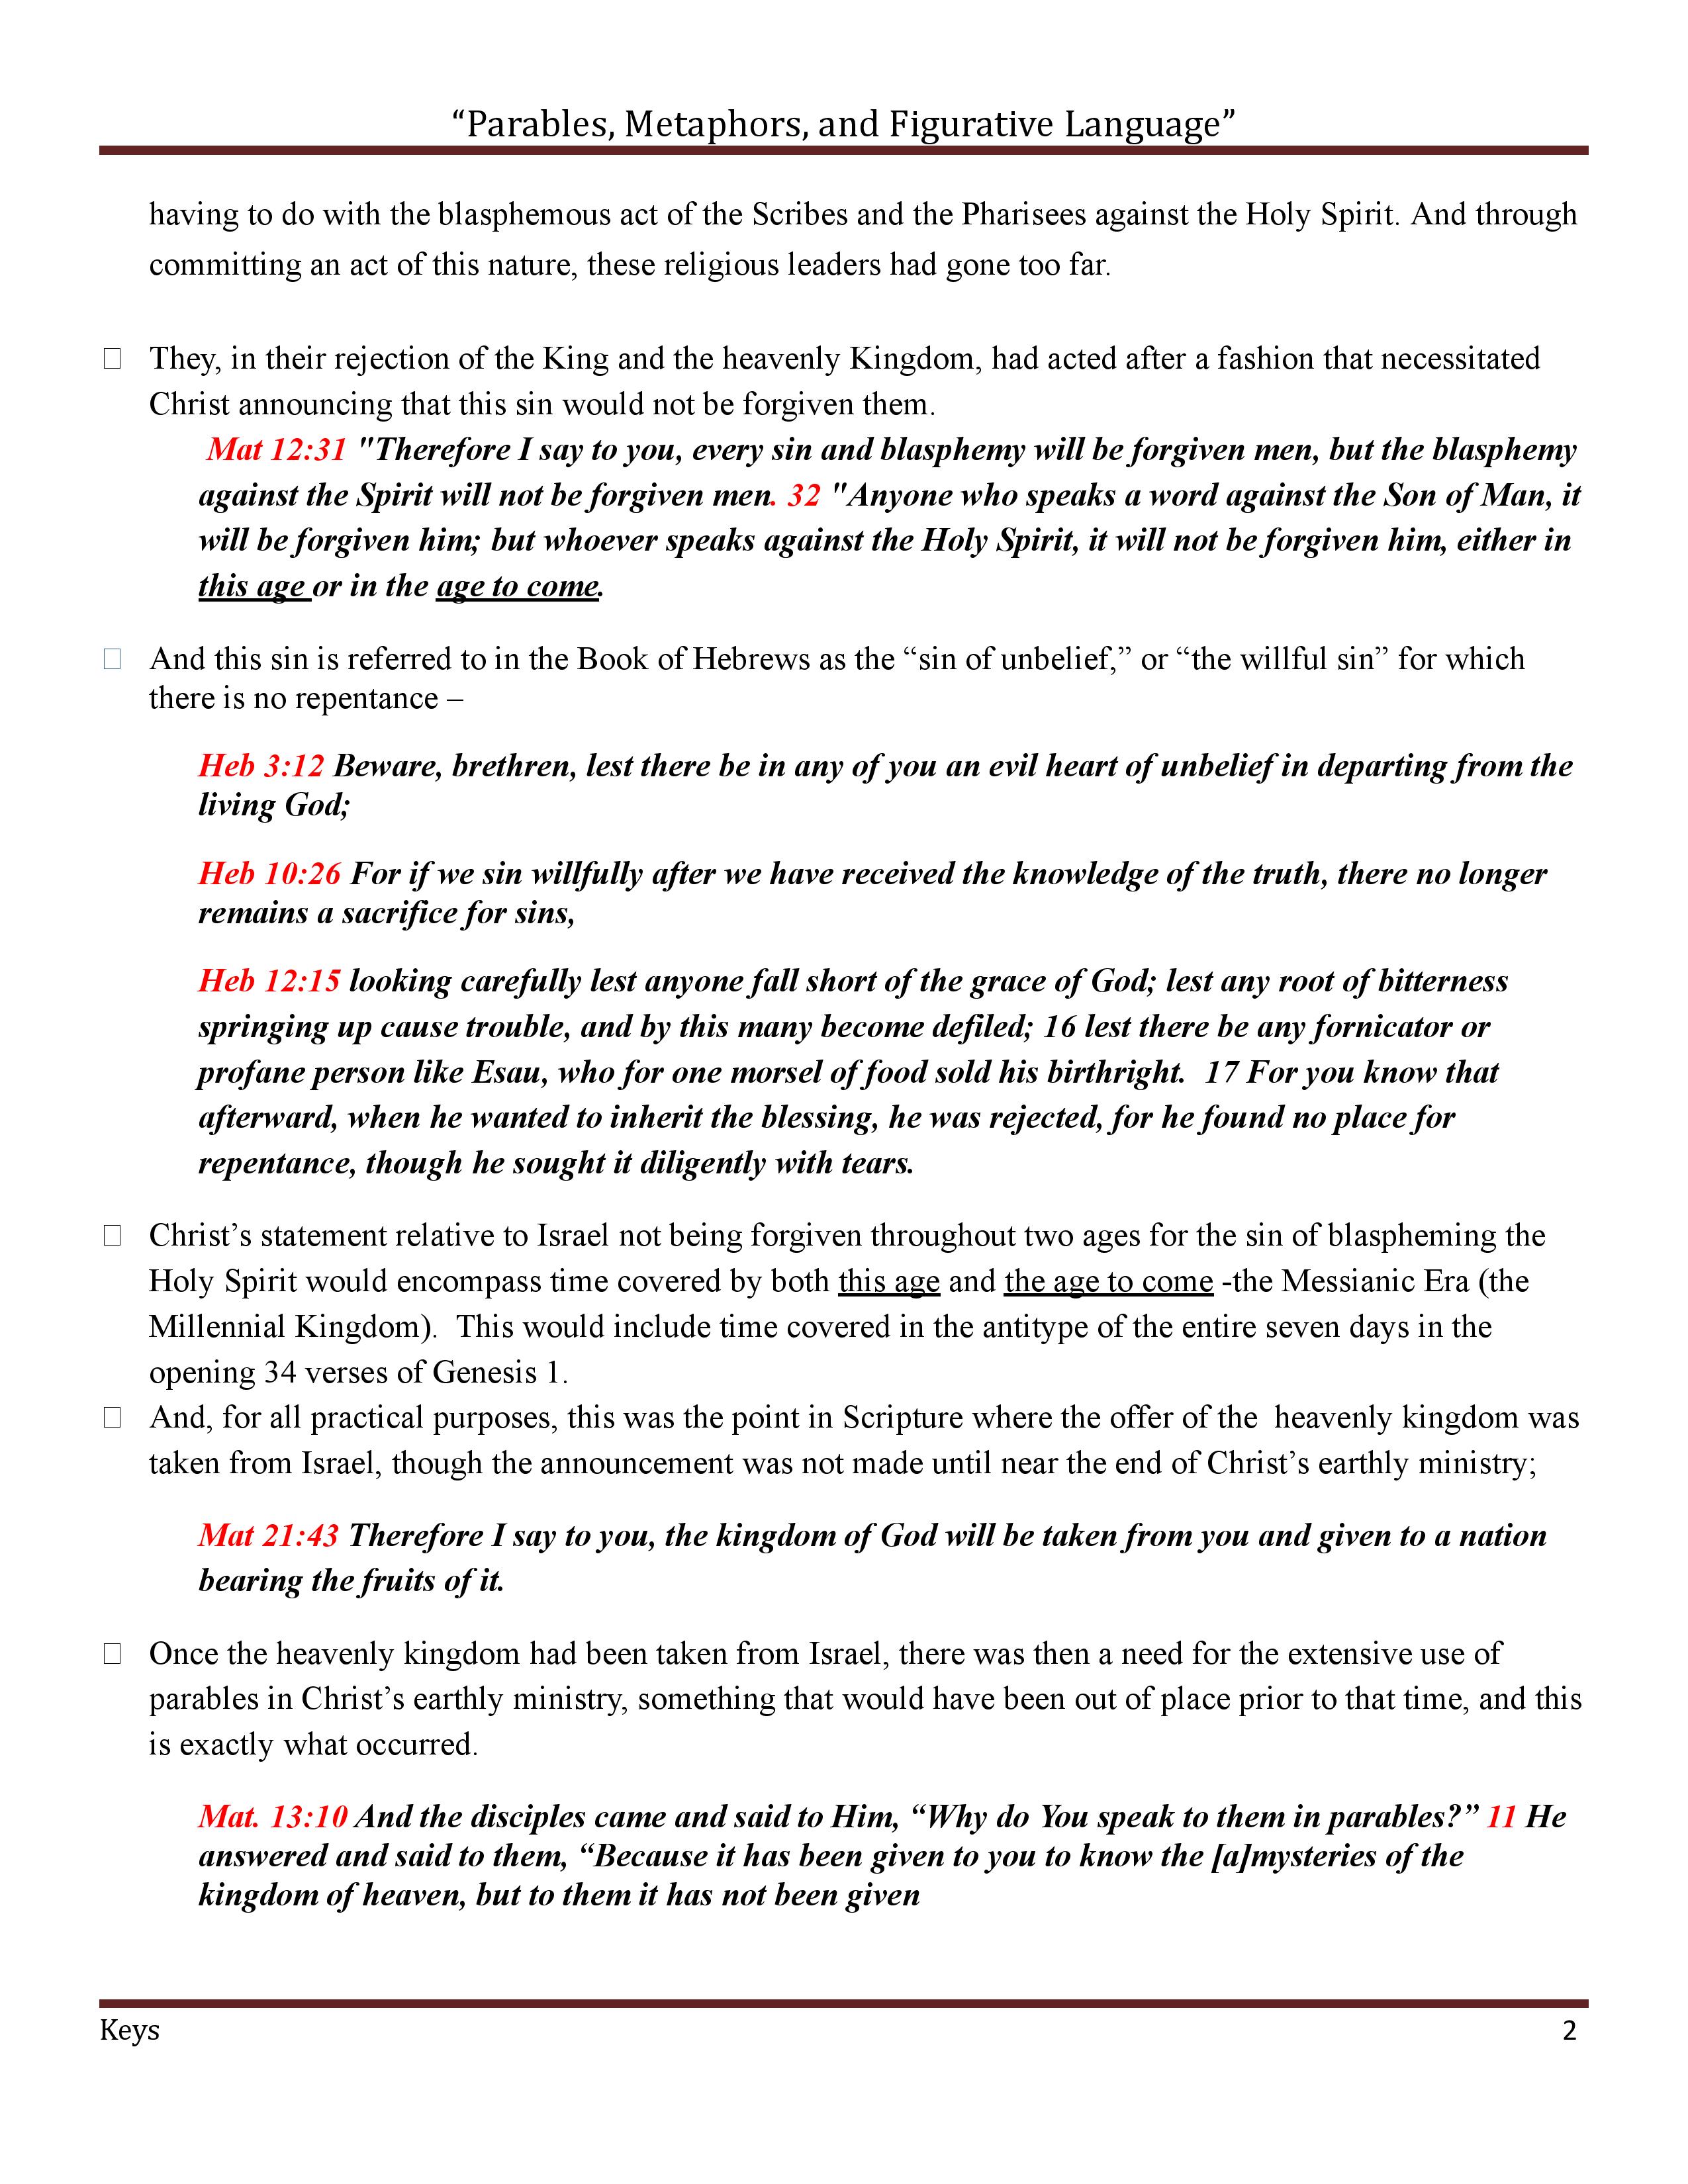 “Parables, Metaphors, and Figurative Language”
having to do with the blasphemous act of the Scribes and the Pharisees against the Holy Spirit. And through
committing an act of this nature, these religious leaders had gone too far.
They, in their rejection of the King and the heavenly Kingdom, had acted after a fashion that necessitated
Christ announcing that this sin would not be forgiven them.
Mat 12:31 "Therefore I say to you, every sin and blasphemy will be forgiven men, but the blasphemy
against the Spirit will not be forgiven men. 32 "Anyone who speaks a word against the Son of Man, it
will be forgiven him; but whoever speaks against the Holy Spirit, it will not be forgiven him, either in
this age or in the age to come.
And this sin is referred to in the Book of Hebrews as the “sin of unbelief,” or “the willful sin” for which
there is no repentance –
Heb 3:12 Beware, brethren, lest there be in any of you an evil heart of unbelief in departing from the
living God;
Heb 10:26 For if we sin willfully after we have received the knowledge of the truth, there no longer
remains a sacrifice for sins,
Heb 12:15 looking carefully lest anyone fall short of the grace of God; lest any root of bitterness
springing up cause trouble, and by this many become defiled; 16 lest there be any fornicator or
profane person like Esau, who for one morsel of food sold his birthright.  17 For you know that
afterward, when he wanted to inherit the blessing, he was rejected, for he found no place for
repentance, though he sought it diligently with tears.
Christ’s statement relative to Israel not being forgiven throughout two ages for the sin of blaspheming the
Holy Spirit would encompass time covered by both this age and the age to come -the Messianic Era (the
Millennial Kingdom).  This would include time covered in the antitype of the entire seven days in the
opening 34 verses of Genesis 1.
And, for all practical purposes, this was the point in Scripture where the offer of the  heavenly kingdom was
taken from Israel, though the announcement was not made until near the end of Christ’s earthly ministry;
Mat 21:43 Therefore I say to you, the kingdom of God will be taken from you and given to a nation
bearing the fruits of it.
Once the heavenly kingdom had been taken from Israel, there was then a need for the extensive use of
parables in Christ’s earthly ministry, something that would have been out of place prior to that time, and this
is exactly what occurred.
Mat. 13:10 And the disciples came and said to Him, “Why do You speak to them in parables?” 11 He
answered and said to them, “Because it has been given to you to know the [a]mysteries of the
kingdom of heaven, but to them it has not been given
Keys 2